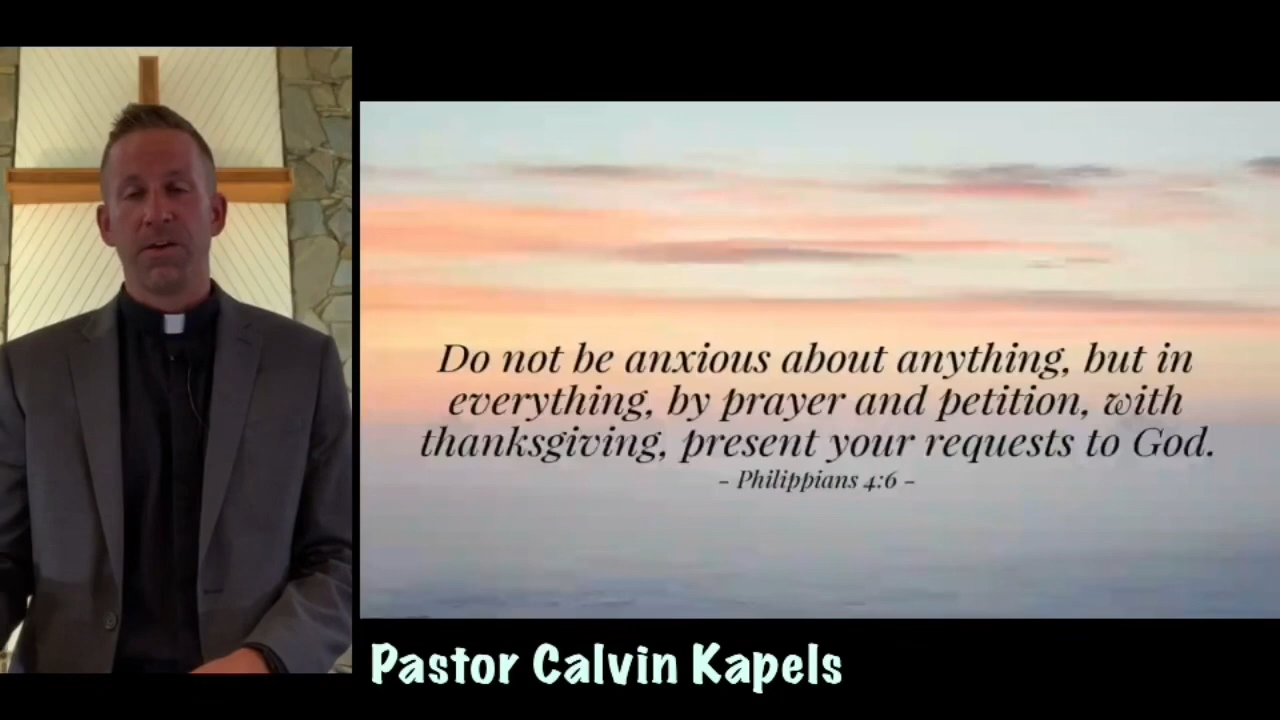 Do not be anxious about anything, but in
everything, by prayer and petition, with
thanksgiving, present your requests to God.
- Philippians 4:6 -
Pastor Calvin Kapels